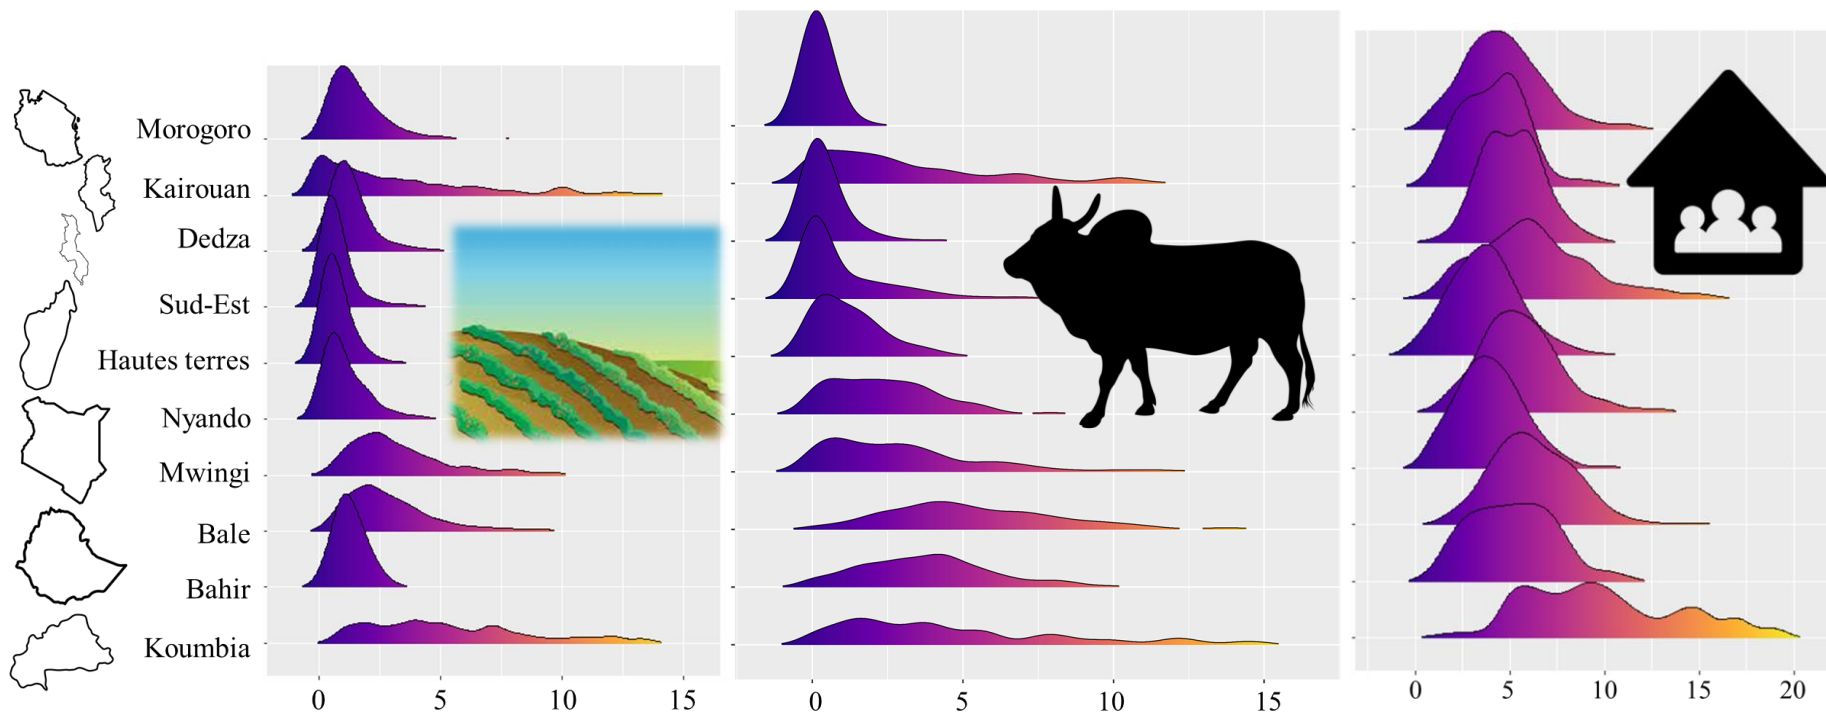 Morogoro
Kairouan
Dedza
Sud-Est
Hautes terres
Nyando
Mwingi
Bale
Bahir
Koumbia
0 5 10 15
0 5 10 15
0 5 10 15 20